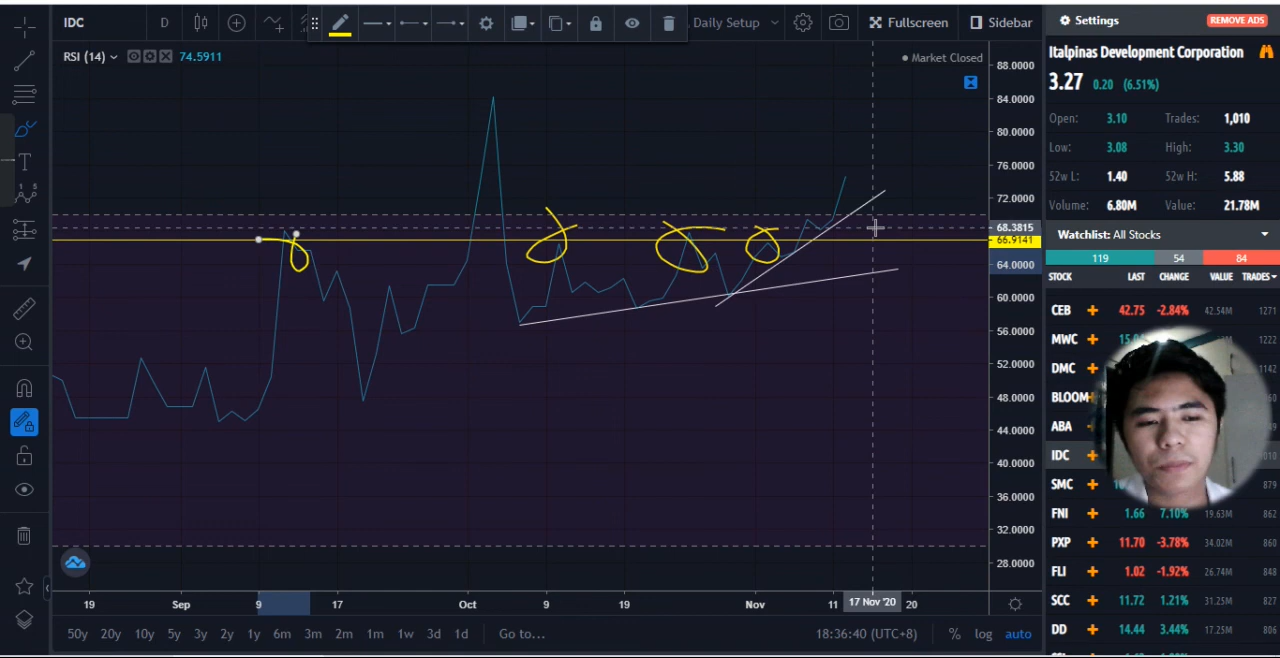 IDC D Daily Setup Fullscreen Sidebar
RSI (14) 74.5911
Market Closed
88.0000
84.0000
80.0000
76.0000
72.0000
68.3815
66.9141
64.0000
60.0000
56.0000
52.0000
48.0000
44.0000
40.0000
36.0000
32.0000
28.0000
19 Sep 9 17 Oct 9 19 Nov 11 17 Nov '20 20
50y 20y 10y 5y 3y 2y 1y 6m 3m 2m 1m 1w 3d 1d Go to... 18:36:40 (UTC+8) % log auto
Settings REMOVE ADS
Italpinas Development Corporation
3.27 0.20 (6.51%)
Open: 3.10 Trades: 1,010
Low: 3.08 High: 3.30
52w L: 1.40 52w H: 5.88
Volume: 6.80M Value: 21.78M
Watchlist: All Stocks
119 54 84
STOCK LAST CHANGE VALUE TRADES
CEB 42.75 -2.84% 42.54M 1271
MWC 1222
DMC 1142
BLOOM
ABA
IDC
SMC 879
FNI 1.66 7.10% 19.63M 862
PXP 11.70 -3.78% 34.02M 860
FLI 1.02 -1.92% 26.74M 848
SCC 11.72 1.21% 31.25M 827
DD 14.44 3.44% 17.25M 806